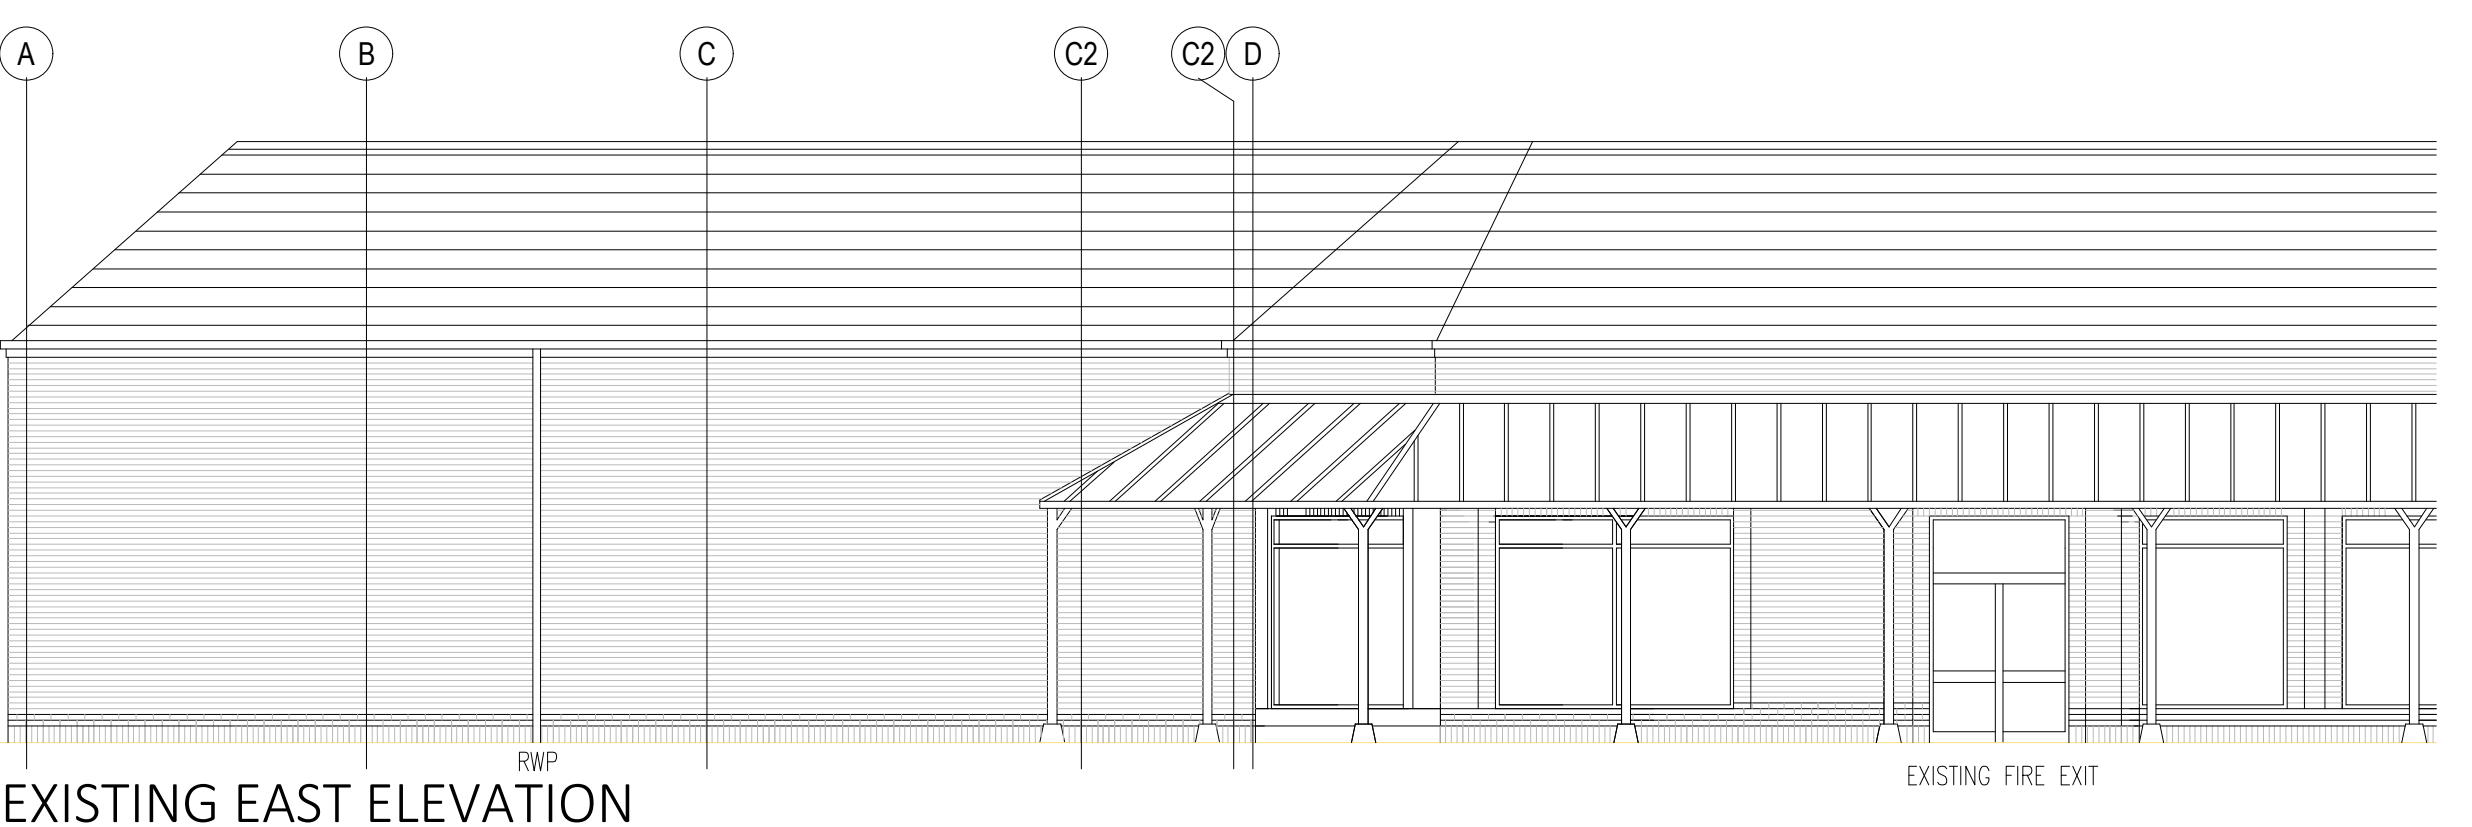 A B C C2 C2 D
RWP
EXISTING FIRE EXIT
EXISTING EAST ELEVATION